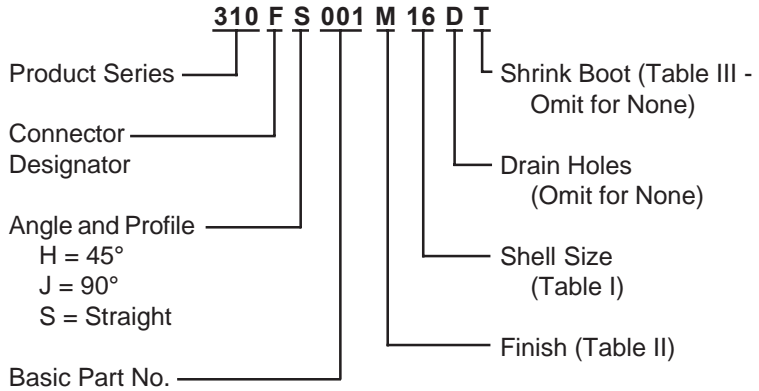 310 F S 001 M 16 D T
Product Series
Connector
Designator
Angle and Profile
H = 45°
J = 90°
S = Straight
Basic Part No.
Shrink Boot (Table III -
Omit for None)
Drain Holes
(Omit for None)
Shell Size
(Table I)
Finish (Table II)